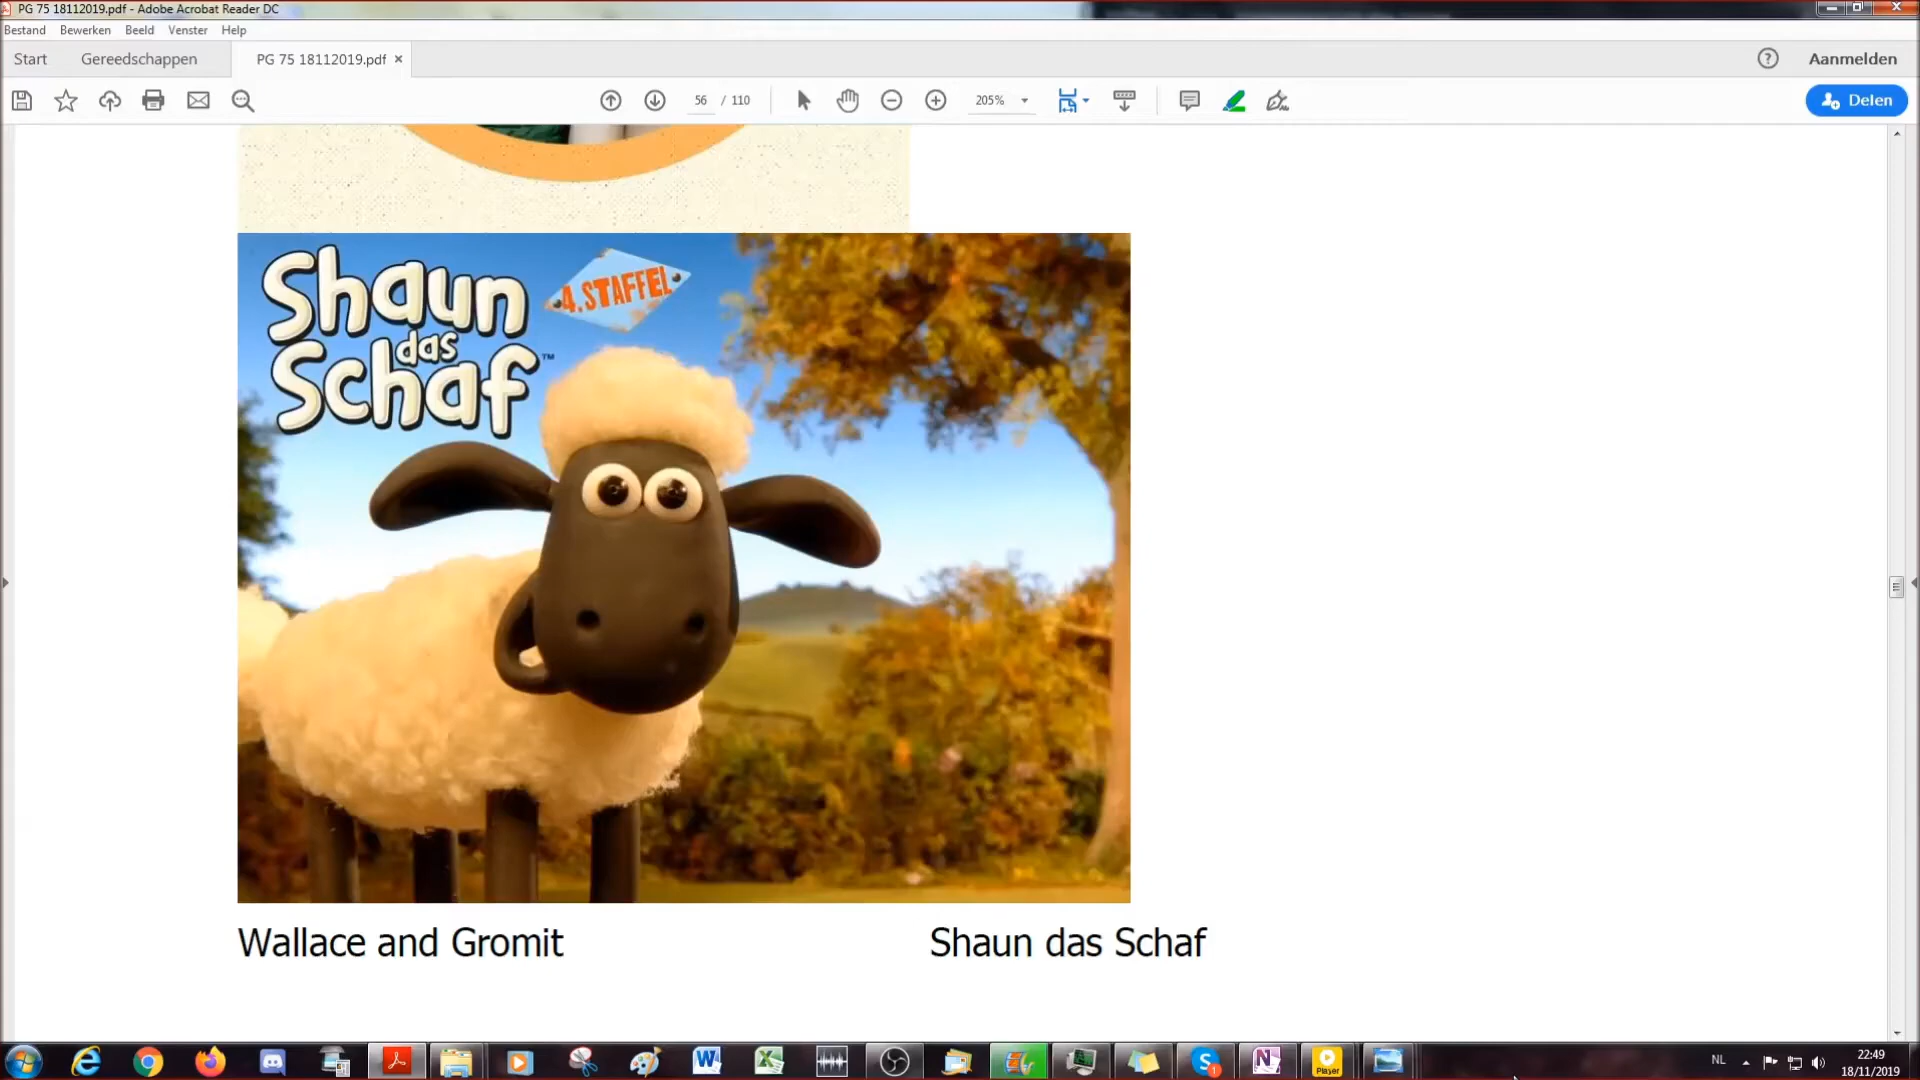 PG 75 18112019.pdf - Adobe Acrobat Reader DC
Bestand Bewerken Beeld Venster Help
Start Gereedschappen PG 75 18112019.pdf × Aanmelden
56 / 110 205% Delen
Shaun
das
Schaf™
4.STAFFEL
Wallace and Gromit Shaun das Schaf
NL 22:49
18/11/2019
Player